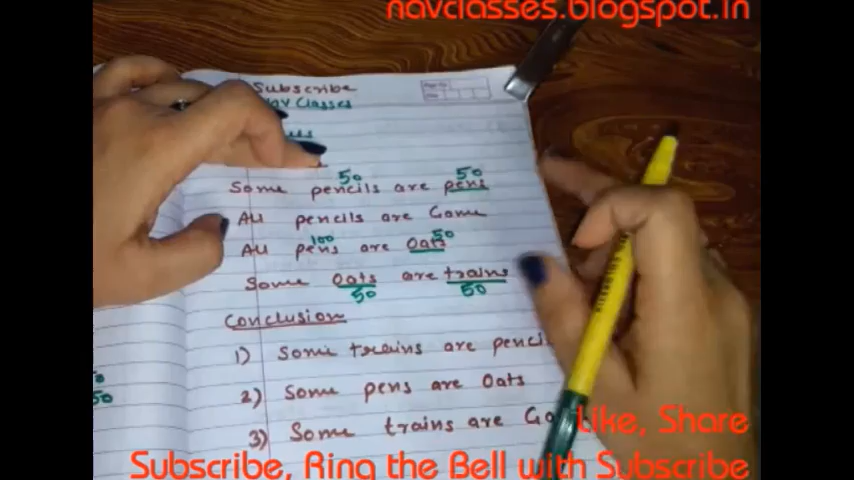 navclasses.blogspot.in
Subscribe
Nav Classes
50 50
Some pencils are pens
All pencils are Game
100 50
All pens are Oats
Some Oats are trains
50 50
Conclusion
1) Some trains are
2) Some pens are Oats
50
3) Some trains are
Like, Share
Subscribe, Ring the Bell with Subscribe